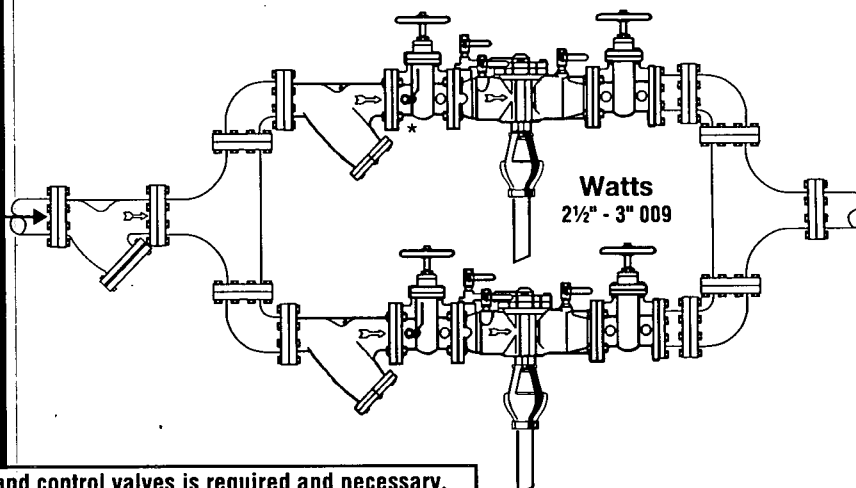 *
Watts
2½" - 3" 009
and control valves is required and necessary.